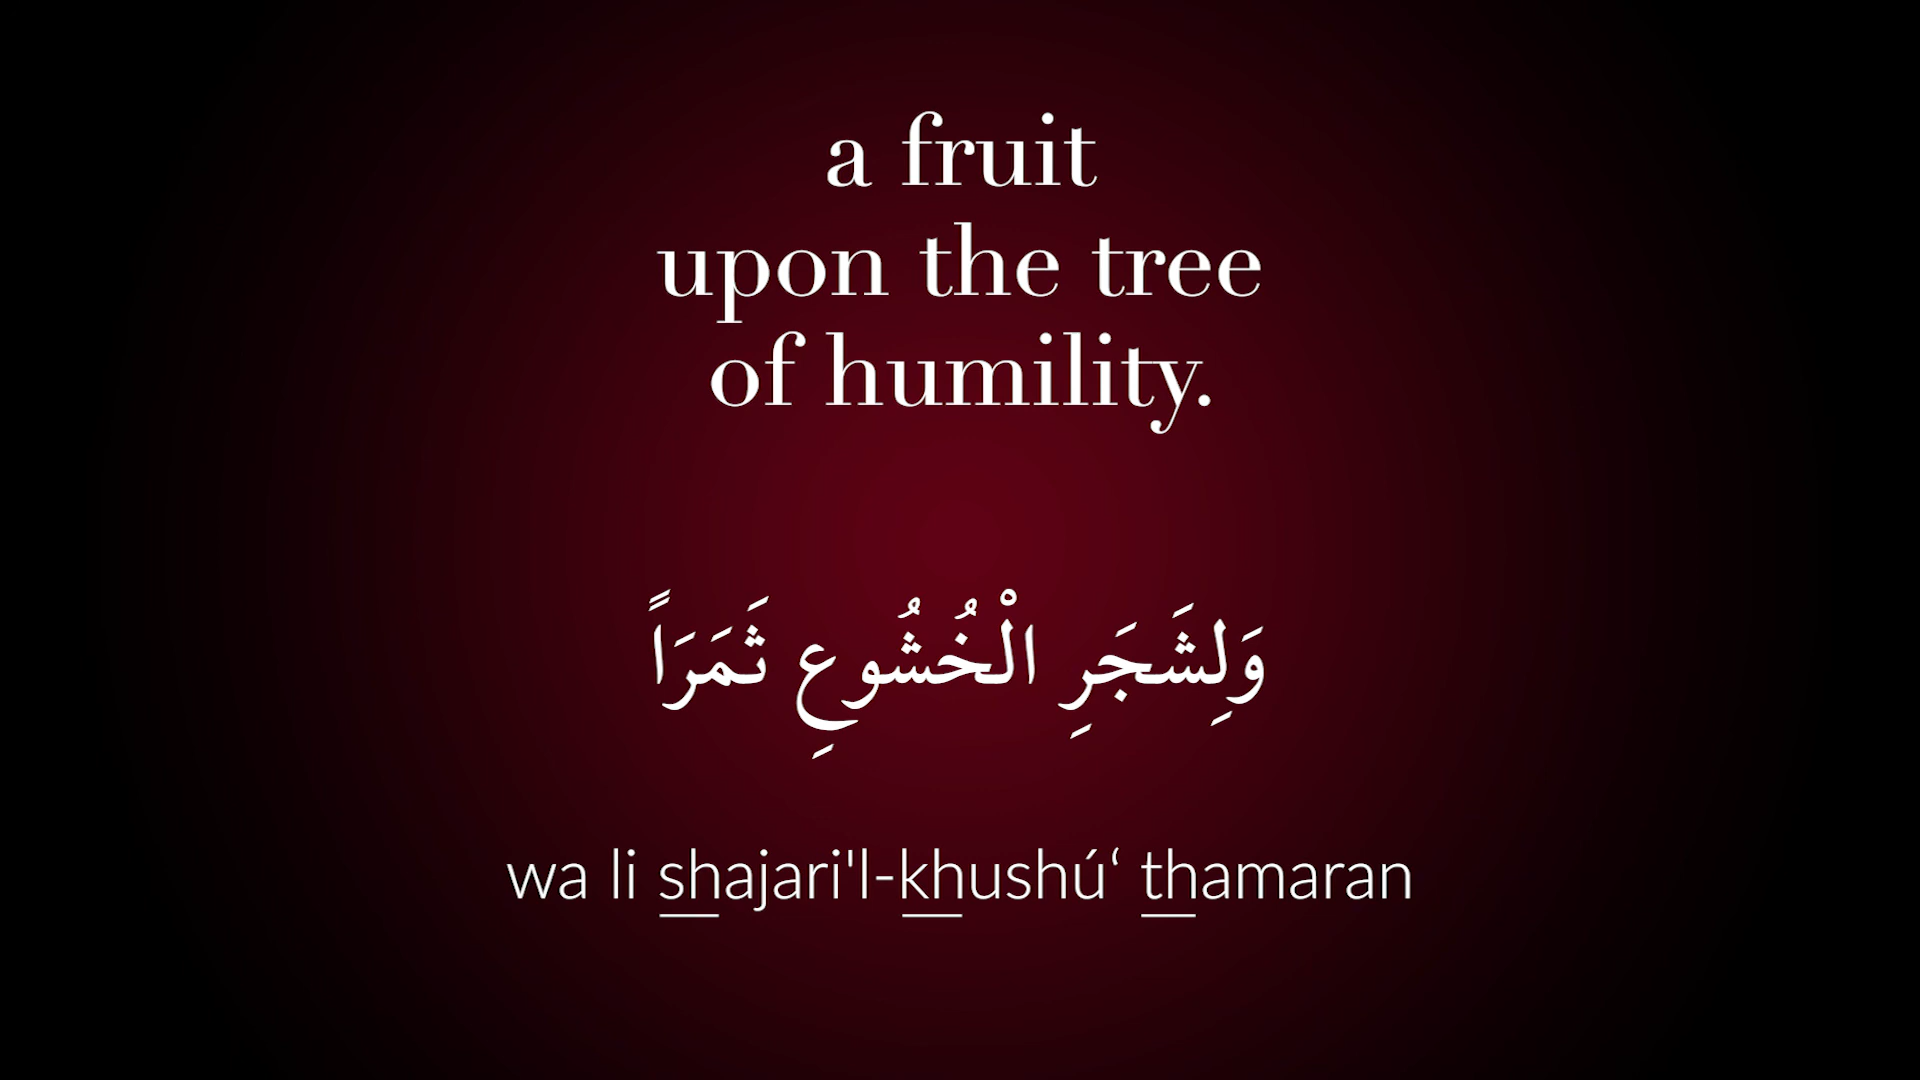 a fruit
upon the tree
of humility.
وَلِشَجَرِ الْخُشُوعِ ثَمَرَاً
wa li shajari'l-khushú‘ thamaran